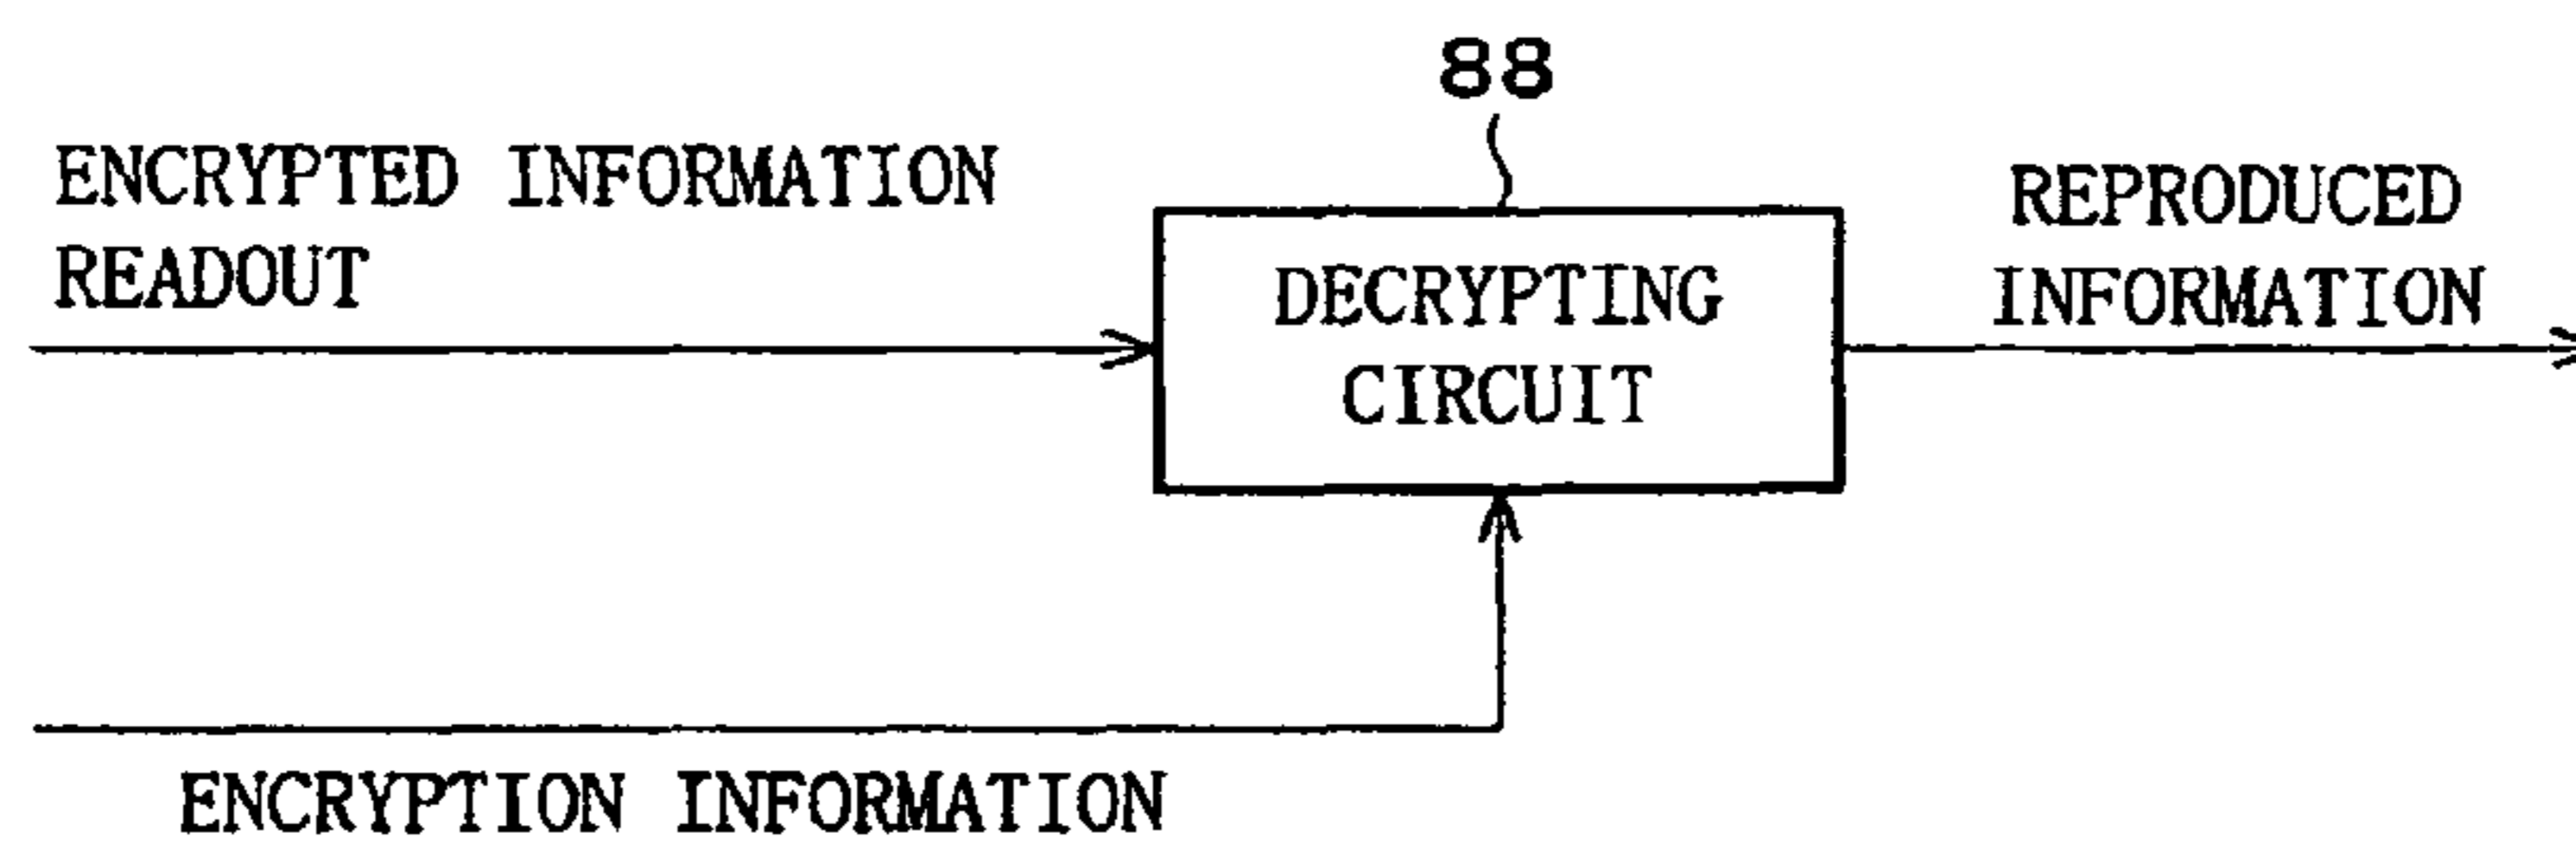 88
ENCRYPTED INFORMATION
READOUT
DECRYPTING
CIRCUIT
REPRODUCED
INFORMATION
ENCRYPTION INFORMATION